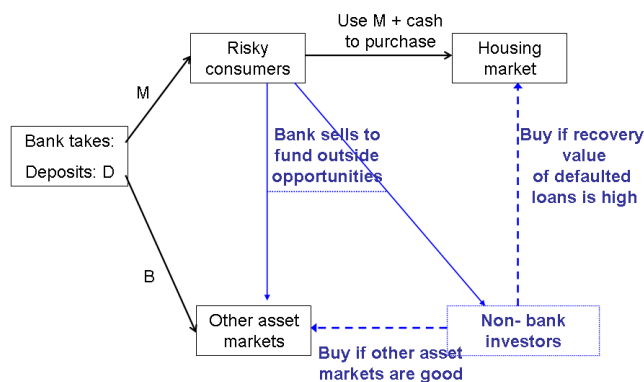 Use M + cash
to purchase
Risky
consumers
Housing
market
M
Bank takes:
Deposits: D
Bank sells to
fund outside
opportunities
Buy if recovery
value
of defaulted
loans is high
B
Other asset
markets
Non- bank
investors
Buy if other asset
markets are good